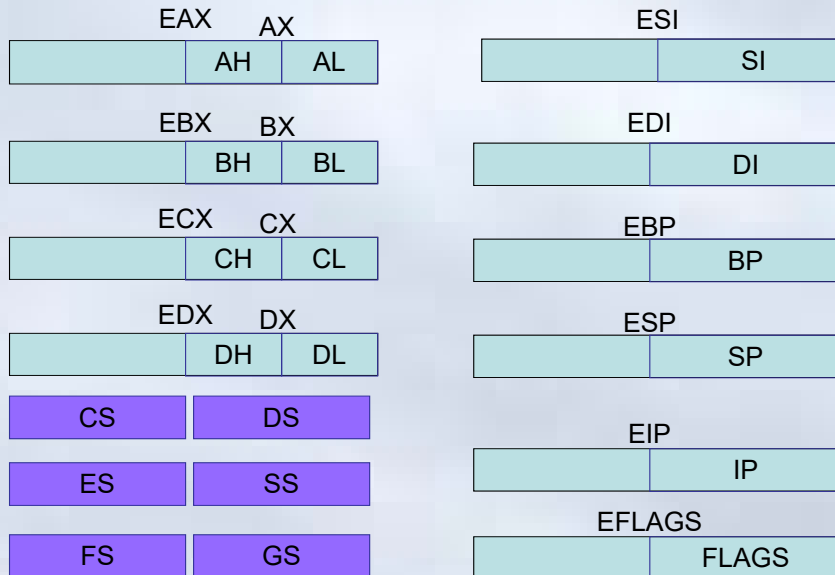 EAX AX
AH AL
EBX BX
BH BL
ECX CX
CH CL
EDX DX
DH DL
CS DS
ES SS
FS GS
ESI
SI
EDI
DI
EBP
BP
ESP
SP
EIP
IP
EFLAGS
FLAGS